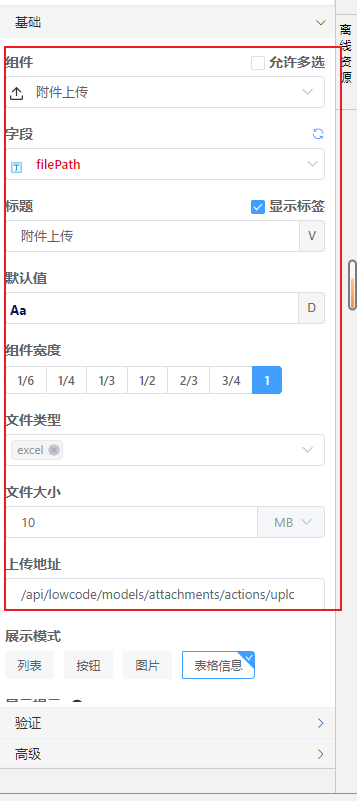 基础
离线资源
组件 允许多选
附件上传
字段
T filePath
标题 显示标签
附件上传 V
默认值
Aa D
组件宽度
1/6 1/4 1/3 1/2 2/3 3/4 1
文件类型
excel
文件大小
10 MB
上传地址
/api/lowcode/models/attachments/actions/uplc
展示模式
列表 按钮 图片 表格信息
验证
高级